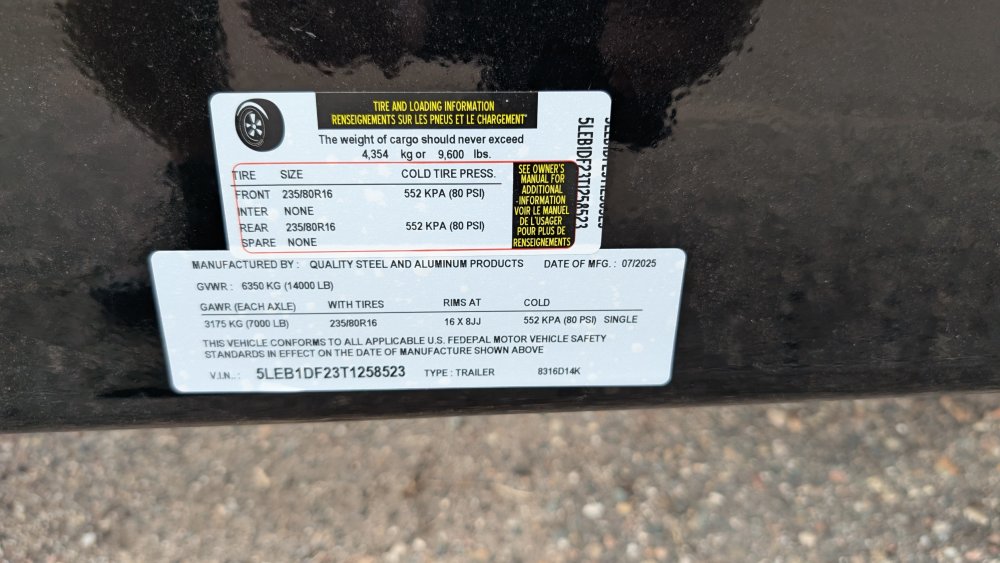 TIRE AND LOADING INFORMATION
RENSEIGNEMENTS SUR LES PNEUS ET LE CHARGEMENT
The weight of cargo should never exceed
4,354 kg or 9,600 lbs.
TIRE SIZE COLD TIRE PRESS.
FRONT 235/80R16 552 KPA (80 PSI)
INTER NONE
REAR 235/80R16 552 KPA (80 PSI)
SPARE NONE
SEE OWNER'S
MANUAL FOR
ADDITIONAL
INFORMATION
VOIR LE MANUEL
DE L'USAGER
POUR PLUS DE
RENSEIGNEMENTS
5LEB1DF23T1258523
MANUFACTURED BY : QUALITY STEEL AND ALUMINUM PRODUCTS DATE OF MFG. : 07/2025
GVWR : 6350 KG (14000 LB)
GAWR (EACH AXLE) WITH TIRES RIMS AT COLD
3175 KG (7000 LB) 235/80R16 16 X 8JJ 552 KPA (80 PSI) SINGLE
THIS VEHICLE CONFORMS TO ALL APPLICABLE U.S. FEDEPAL MOTOR VEHICLE SAFETY
STANDARDS IN EFFECT ON THE DATE OF MANUFACTURE SHOWN ABOVE
V.I.N.. : 5LEB1DF23T1258523 TYPE : TRAILER 8316D14K